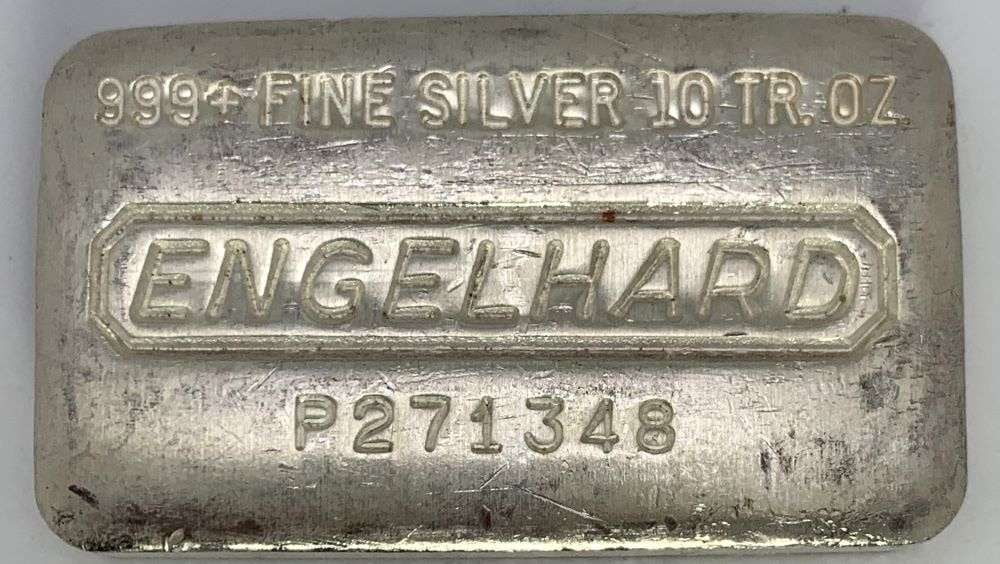 999+ FINE SILVER 10 TR. OZ.
ENGELHARD
P271348